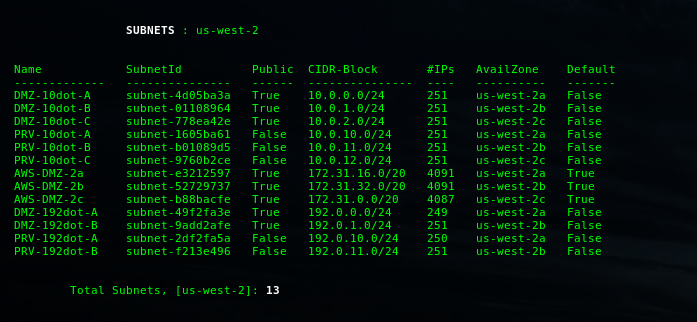 SUBNETS : us-west-2
Name SubnetId Public CIDR-Block #IPs AvailZone Default
------------- --------------- ------ --------------- ---- ---------- -------
DMZ-10dot-A subnet-4d05ba3a True 10.0.0.0/24 251 us-west-2a False
DMZ-10dot-B subnet-01108964 True 10.0.1.0/24 251 us-west-2b False
DMZ-10dot-C subnet-778ea42e True 10.0.2.0/24 251 us-west-2c False
PRV-10dot-A subnet-1605ba61 False 10.0.10.0/24 251 us-west-2a False
PRV-10dot-B subnet-b01089d5 False 10.0.11.0/24 251 us-west-2b False
PRV-10dot-C subnet-9760b2ce False 10.0.12.0/24 251 us-west-2c False
AWS-DMZ-2a subnet-e3212597 True 172.31.16.0/20 4091 us-west-2a True
AWS-DMZ-2b subnet-52729737 True 172.31.32.0/20 4091 us-west-2b True
AWS-DMZ-2c subnet-b88bacfe True 172.31.0.0/20 4087 us-west-2c True
DMZ-192dot-A subnet-49f2fa3e True 192.0.0.0/24 249 us-west-2a False
DMZ-192dot-B subnet-9add2afe True 192.0.1.0/24 251 us-west-2b False
PRV-192dot-A subnet-2df2fa5a False 192.0.10.0/24 250 us-west-2a False
PRV-192dot-B subnet-f213e496 False 192.0.11.0/24 251 us-west-2b False
Total Subnets, [us-west-2]: 13